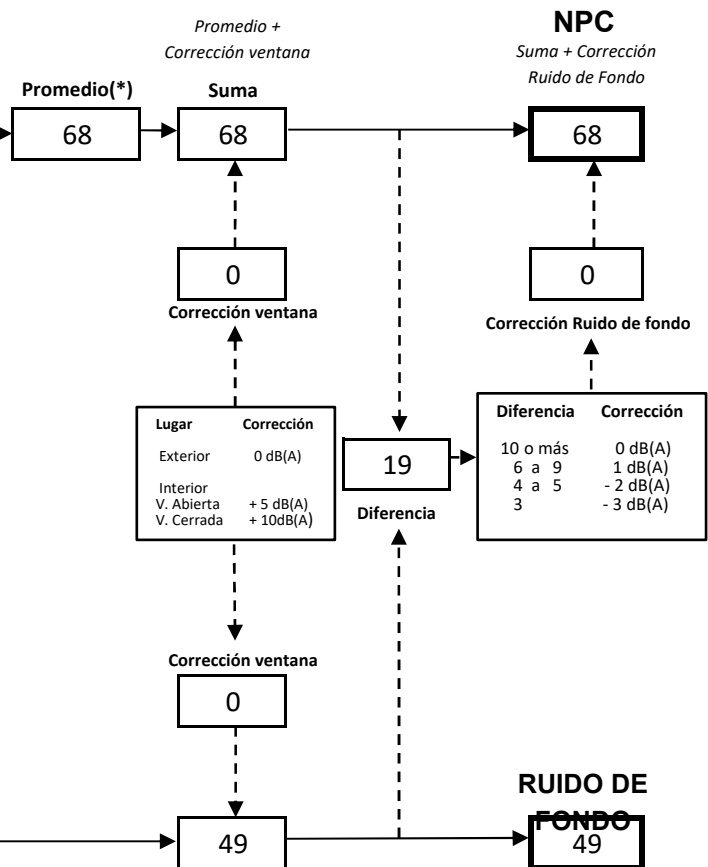 Promedio +
Corrección ventana
NPC
Suma + Corrección
Ruido de Fondo
Promedio(*)
Suma
68
68
68
0
Corrección ventana
0
Corrección Ruido de fondo
Lugar Corrección
Exterior 0 dB(A)
Interior
V. Abierta + 5 dB(A)
V. Cerrada + 10dB(A)
19
Diferencia
Diferencia Corrección
10 o más 0 dB(A)
6 a 9 1 dB(A)
4 a 5 - 2 dB(A)
3 - 3 dB(A)
Corrección ventana
0
49
RUIDO DE
FONDO
49